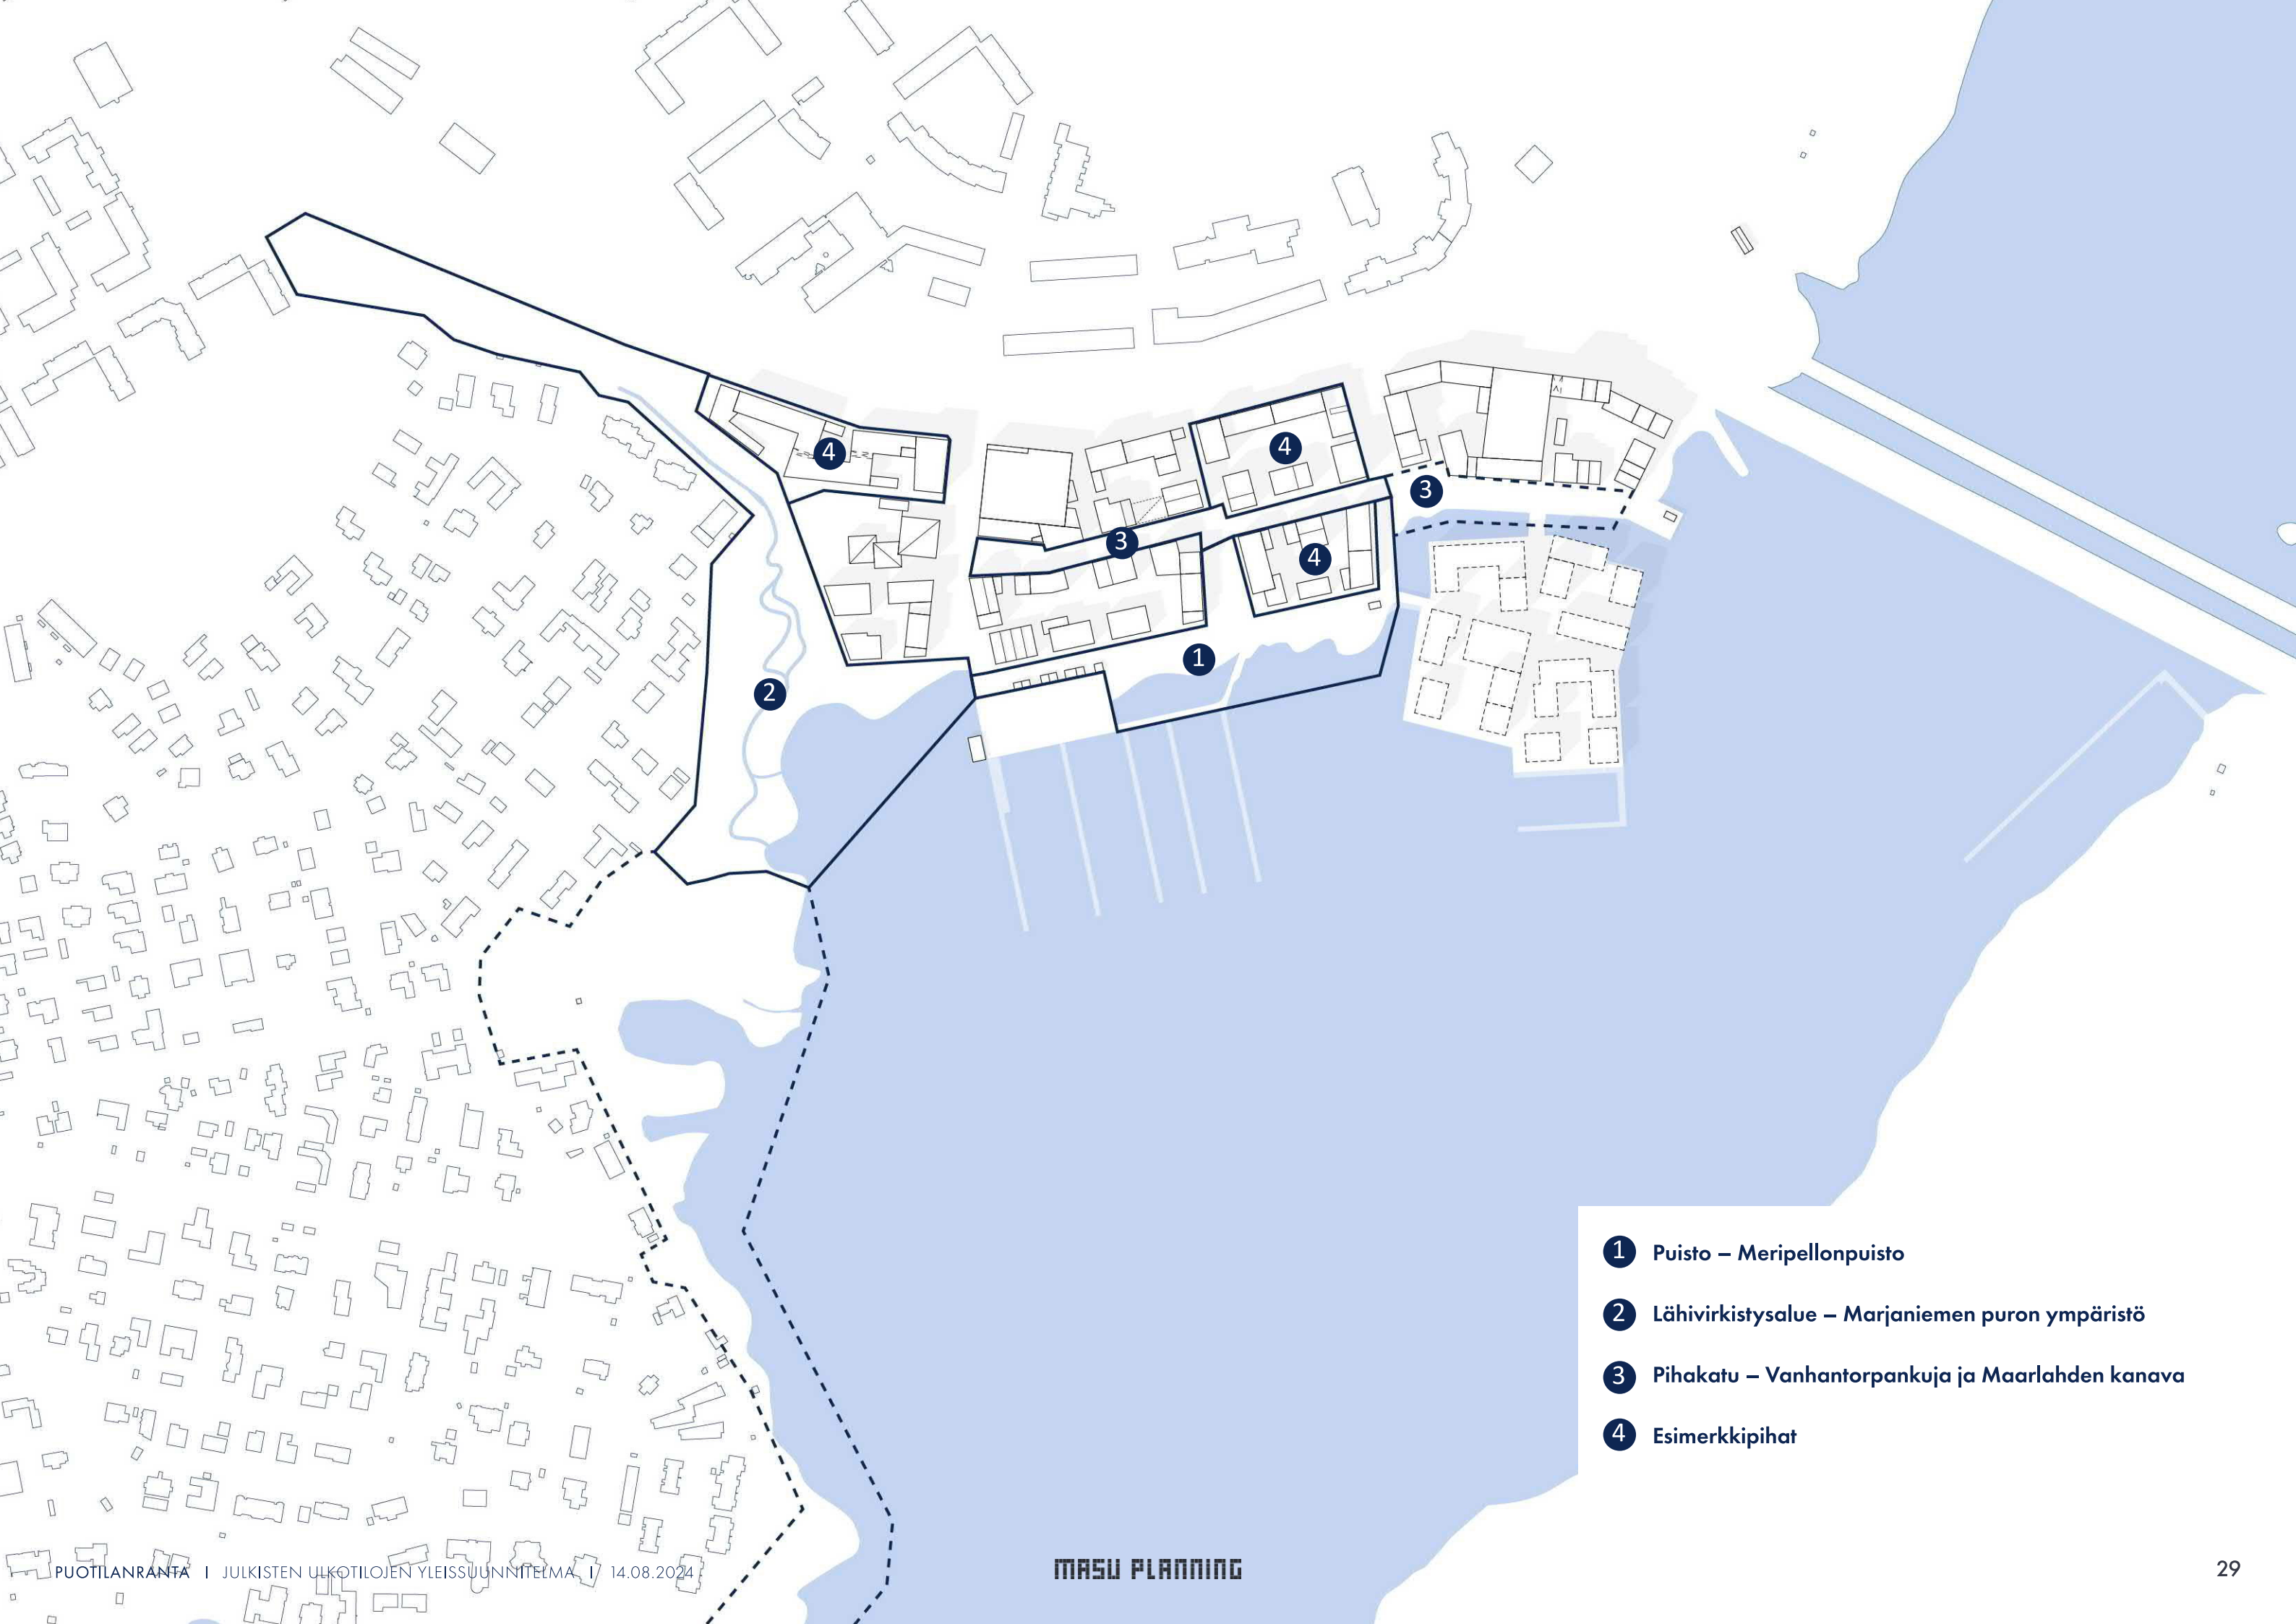 4
4
3
3
4
1
2
1 Puisto – Meripellonpuisto
2 Lähivirkistysalue – Marjaniemen puron ympäristö
3 Pihakatu – Vanhantorpankuja ja Maarlahden kanava
4 Esimerkkipihat
PUOTILANRANTA I JULKISTEN ULKOTILOJEN YLEISSUUNNITELMA I 14.08.2024
MASU PLANNING
29